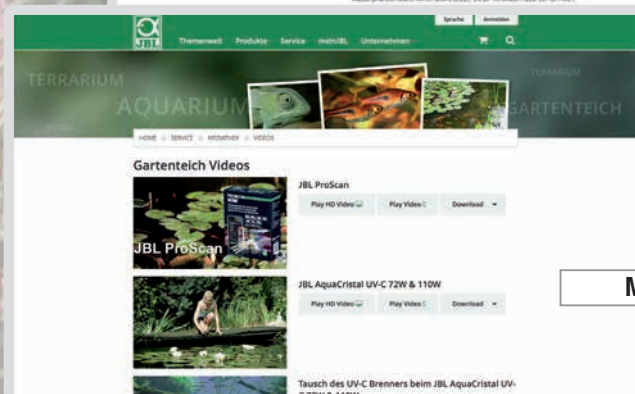 Sprache Anmelden
JBL
Themenwelt Produkte Service mein/JBL Unternehmen
TERRARIUM
AQUARIUM
TERRARIUM
GARTENTEICH
HOME SERVICE MEDIATHEK VIDEOS
Gartenteich Videos
JBL ProScan
Play HD Video Play Video Download
JBL ProScan
JBL AquaCristal UV-C 72W & 110W
Play HD Video Play Video Download
M
Tausch des UV-C Brenners beim JBL AquaCristal UV-